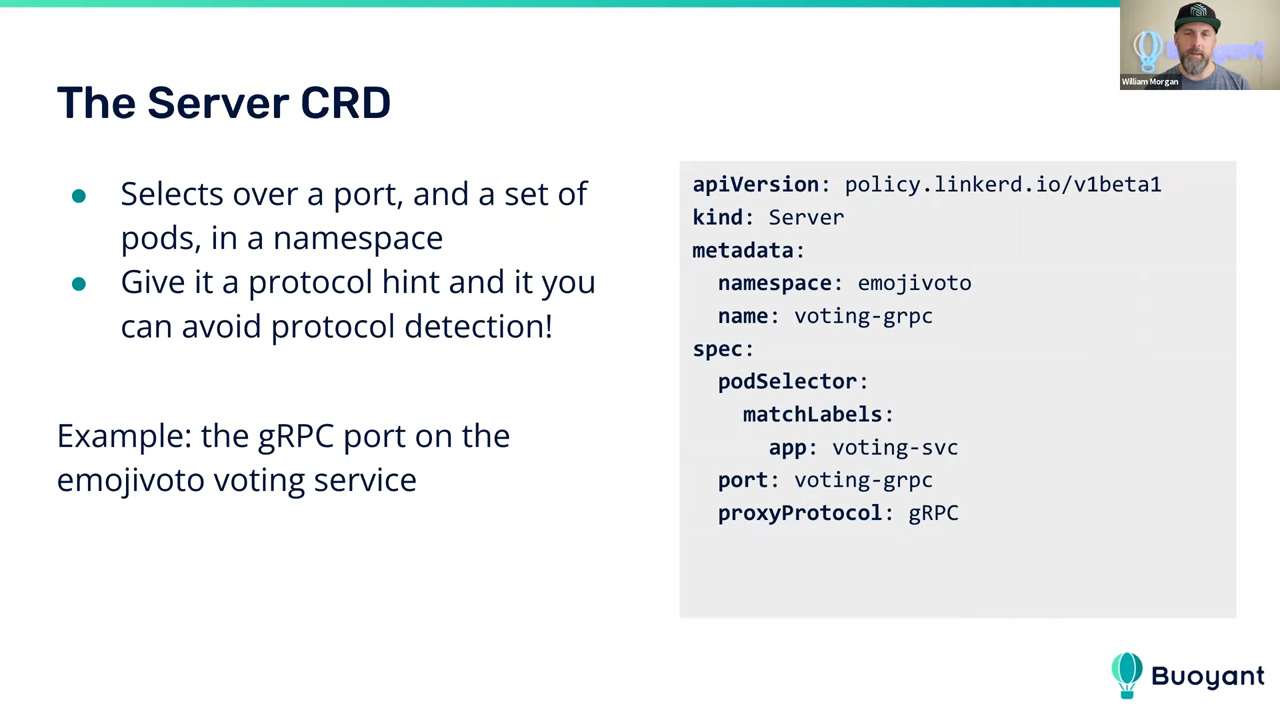 William Morgan
The Server CRD
● Selects over a port, and a set of
pods, in a namespace
● Give it a protocol hint and it you
can avoid protocol detection!
Example: the gRPC port on the
emojivoto voting service
apiVersion: policy.linkerd.io/v1beta1
kind: Server
metadata:
  namespace: emojivoto
  name: voting-grpc
spec:
  podSelector:
    matchLabels:
      app: voting-svc
  port: voting-grpc
  proxyProtocol: gRPC
Buoyant